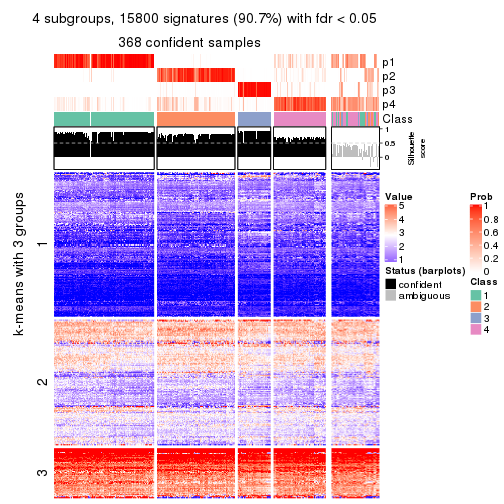 4 subgroups, 15800 signatures (90.7%) with fdr < 0.05
368 confident samples
p1
p2
p3
p4
Class
1
0.5
0
Silhouette
score
k-means with 3 groups
1
2
3
Value
5
4
3
2
1
Status (barplots)
confident
ambiguous
Prob
1
0.8
0.6
0.4
0.2
0
Class
1
2
3
4